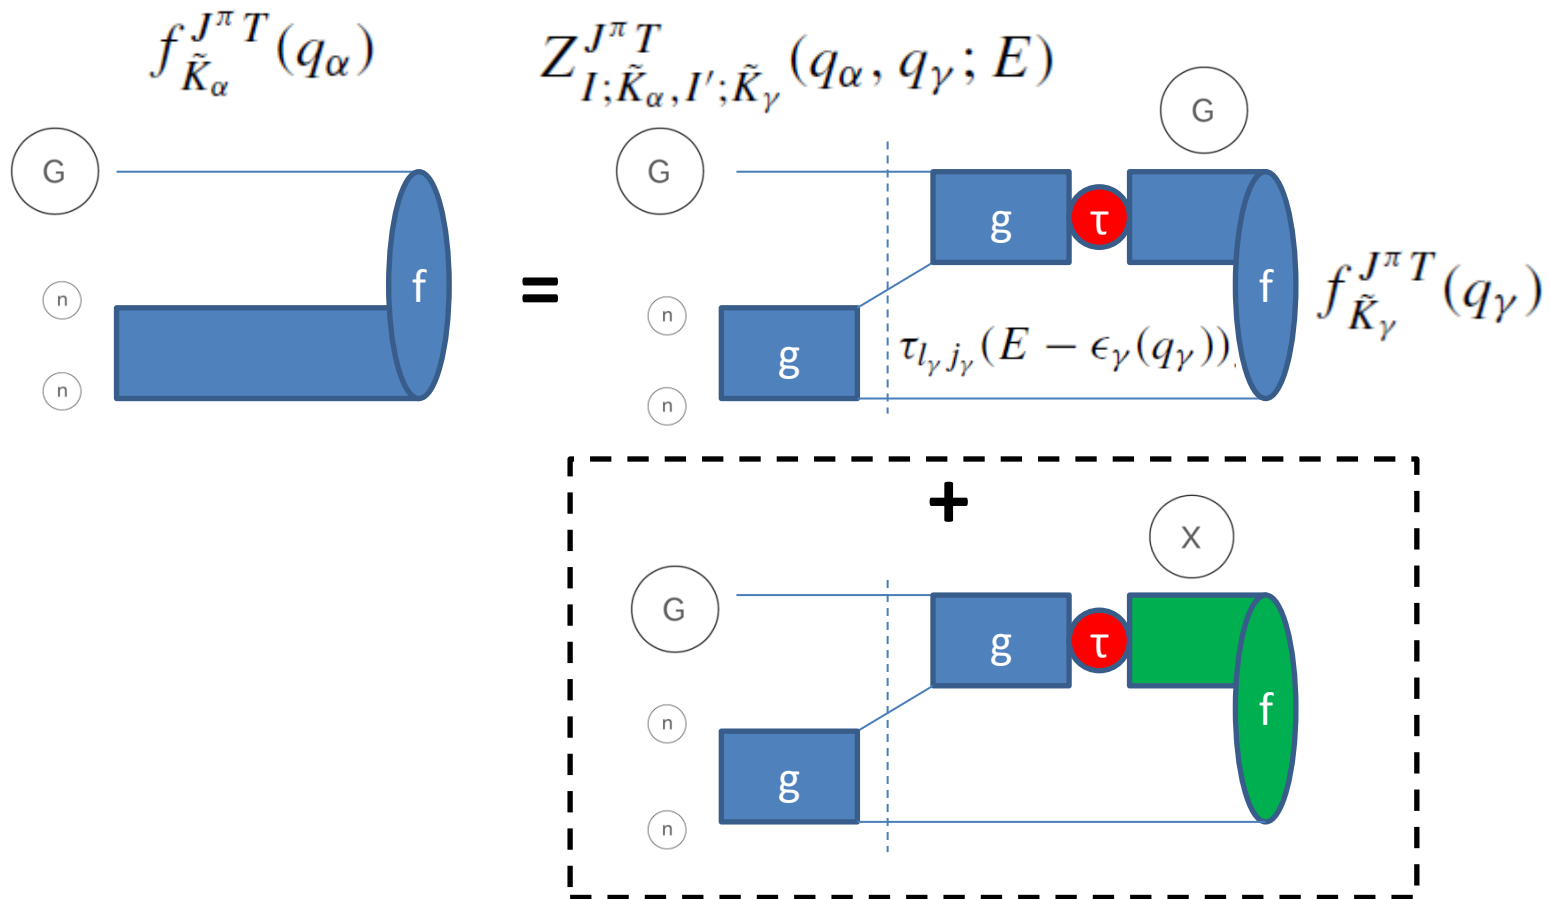 f^{J^π T}_{K̃_α}(q_α)
Z^{J^π T}_{I;K̃_α,I′;K̃_γ}(q_α, q_γ; E)
G
G
G
g
τ
n
f
=
n
f
f^{J^π T}_{K̃_γ}(q_γ)
g
τ_{l_γ j_γ}(E − ϵ_γ(q_γ)),
n
n
+
X
G
g
τ
n
f
g
n